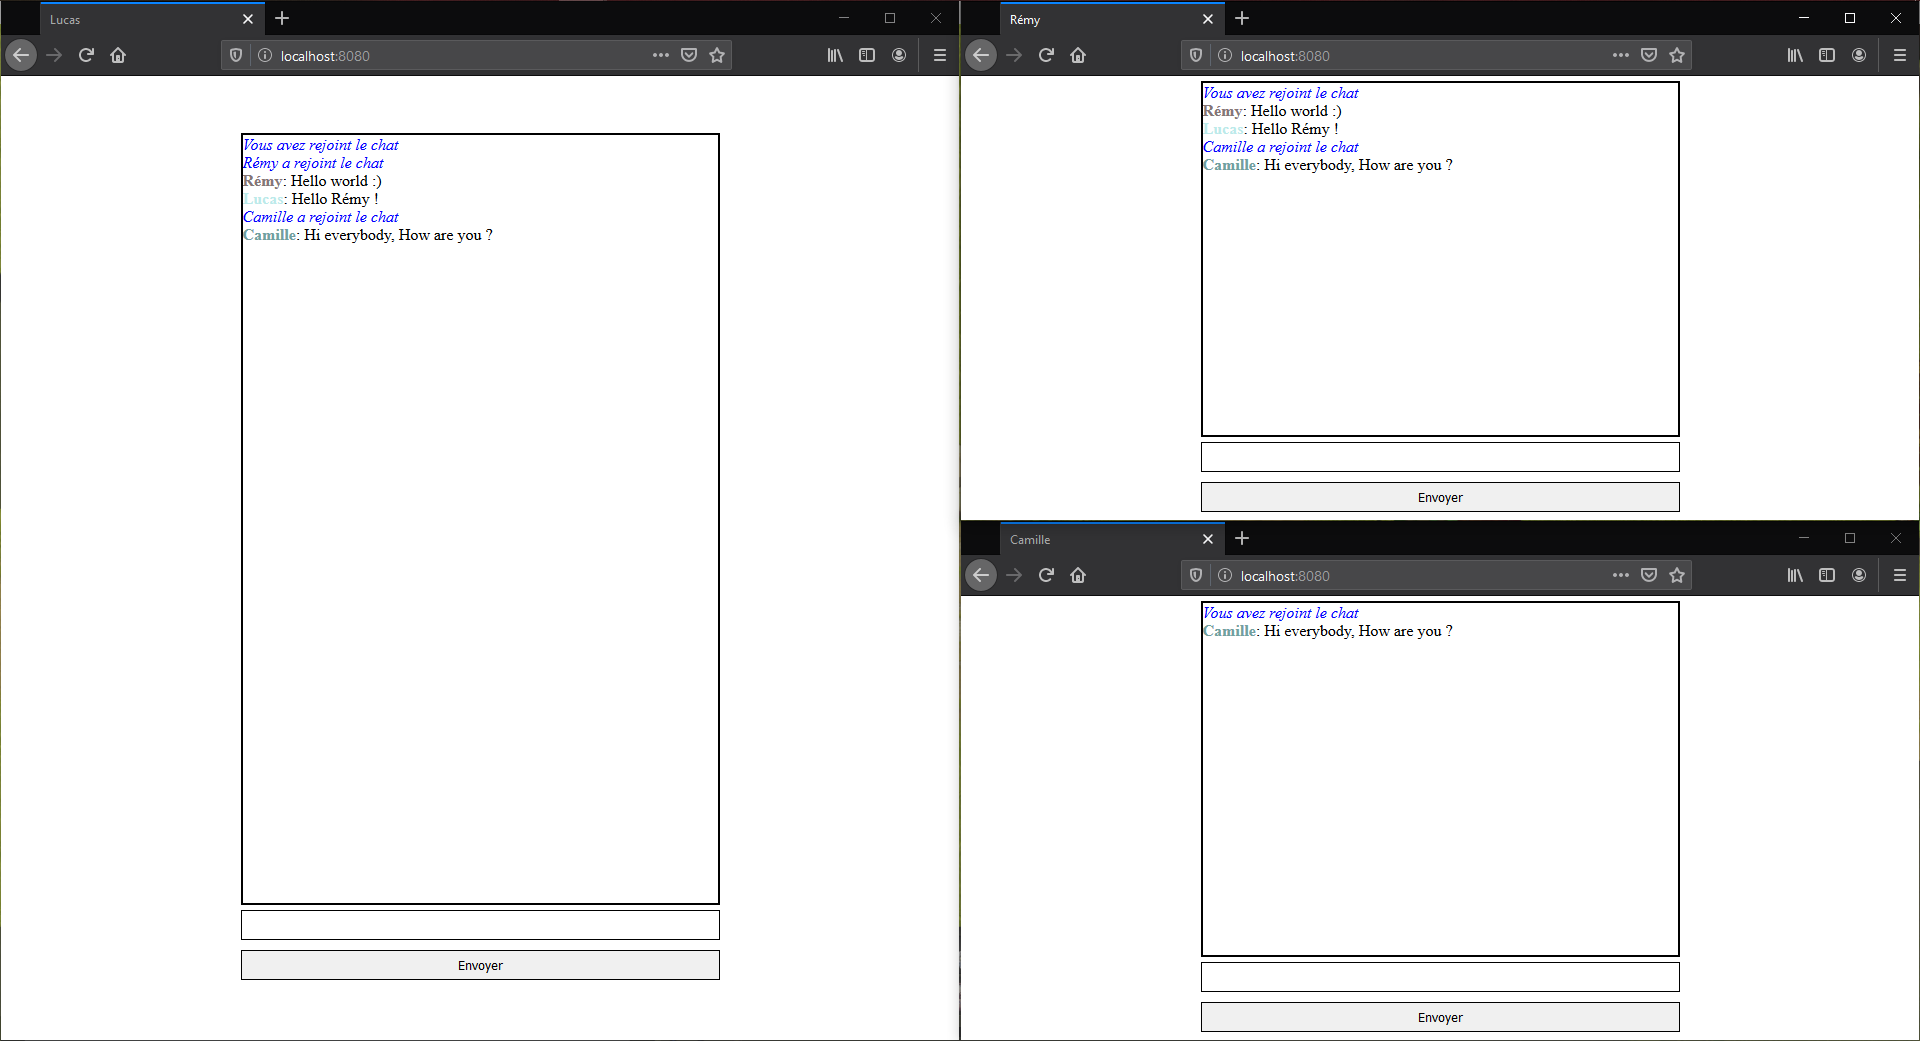 Lucas
localhost:8080
Vous avez rejoint le chat
Rémy a rejoint le chat
Rémy: Hello world :)
Lucas: Hello Rémy !
Camille a rejoint le chat
Camille: Hi everybody, How are you ?
Envoyer
Rémy
localhost:8080
Vous avez rejoint le chat
Rémy: Hello world :)
Lucas: Hello Rémy !
Camille a rejoint le chat
Camille: Hi everybody, How are you ?
Envoyer
Camille
localhost:8080
Vous avez rejoint le chat
Camille: Hi everybody, How are you ?
Envoyer